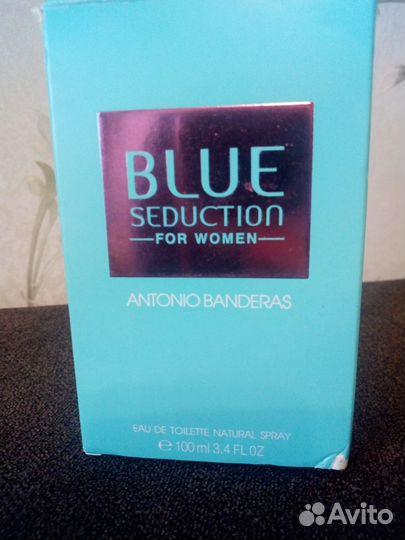 BLUE
SEDUCTION
FOR WOMEN
ANTONIO BANDERAS
EAU DE TOILETTE NATURAL SPRAY
℮ 100 ml 3.4 FL.OZ
Avito